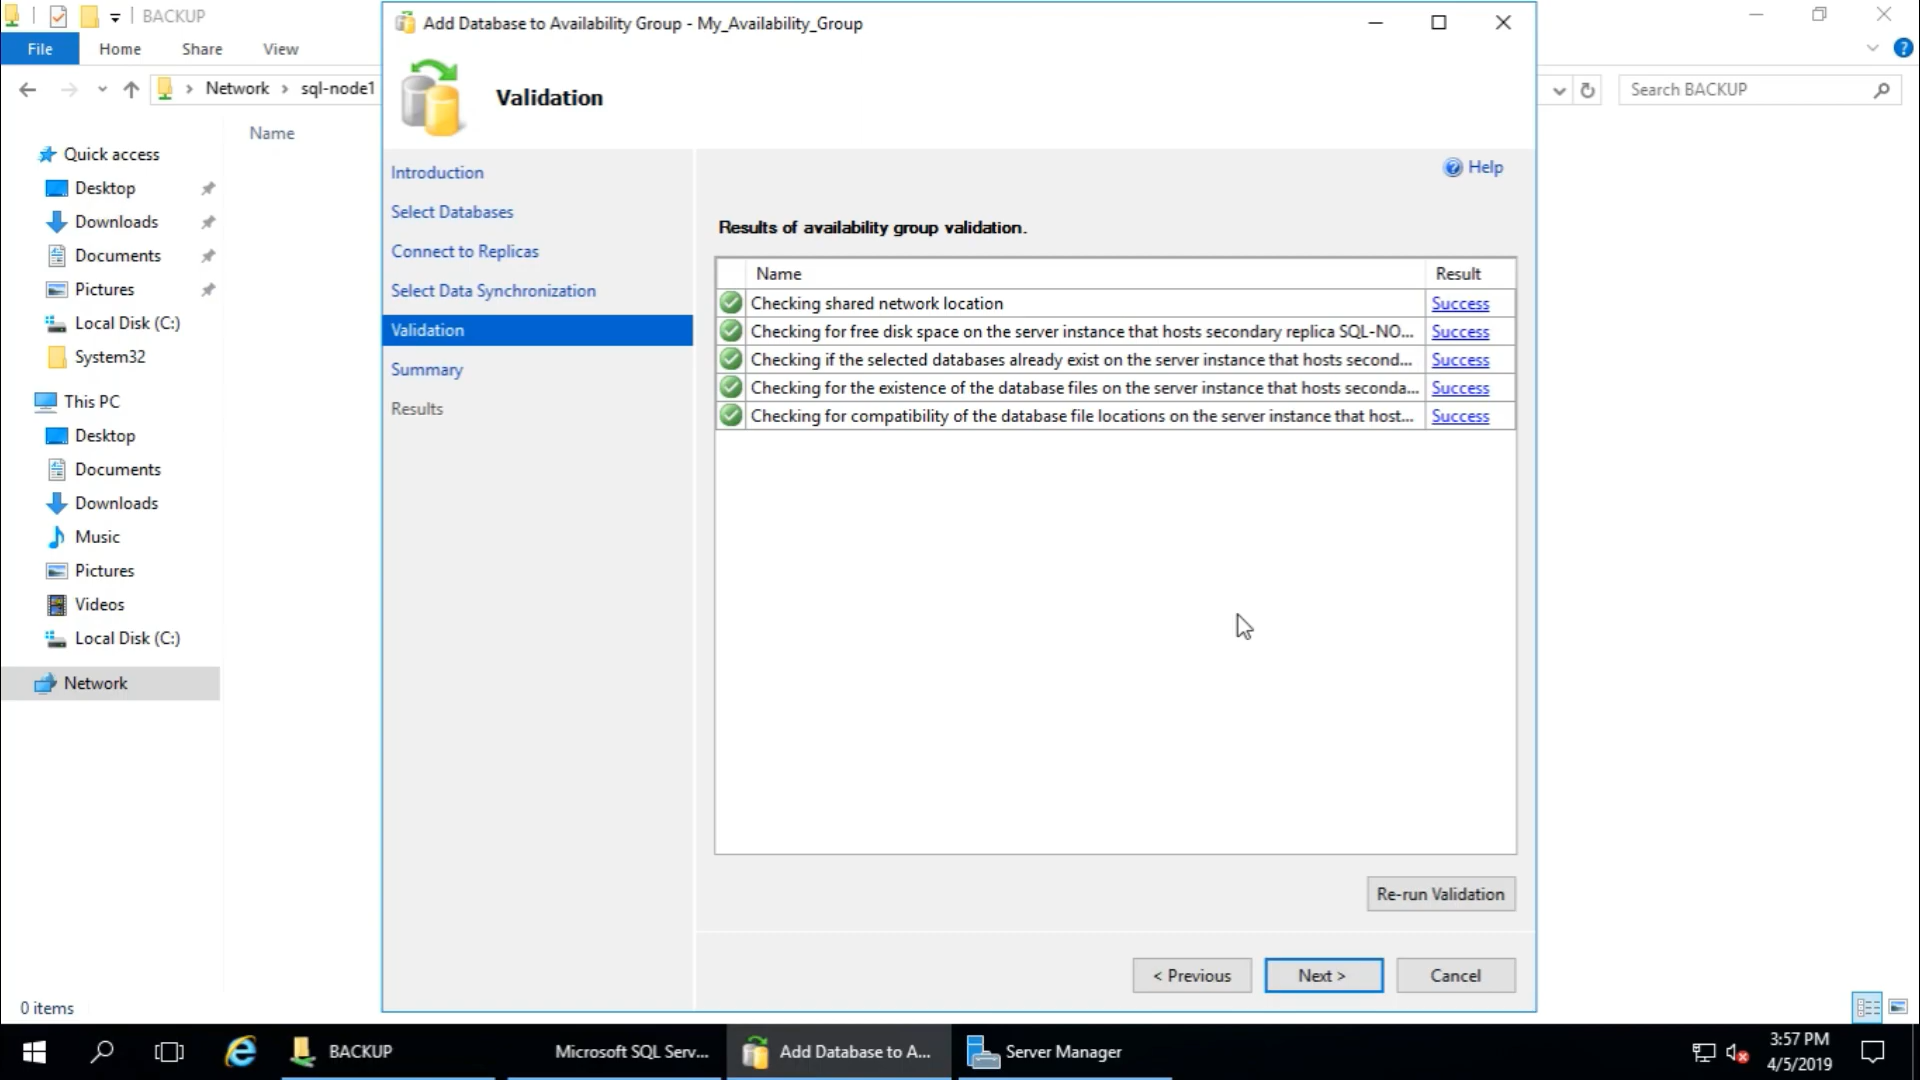 BACKUP
File
Home
Share
View
Network
sql-node1
Search BACKUP
Name
Quick access
Desktop
Downloads
Documents
Pictures
Local Disk (C:)
System32
This PC
Desktop
Documents
Downloads
Music
Pictures
Videos
Local Disk (C:)
Network
0 items
Add Database to Availability Group - My_Availability_Group
Validation
Introduction
Select Databases
Connect to Replicas
Select Data Synchronization
Validation
Summary
Results
Help
Results of availability group validation.
Name Result
Checking shared network location Success
Checking for free disk space on the server instance that hosts secondary replica SQL-NO... Success
Checking if the selected databases already exist on the server instance that hosts second... Success
Checking for the existence of the database files on the server instance that hosts seconda... Success
Checking for compatibility of the database file locations on the server instance that host... Success
Re-run Validation
< Previous
Next >
Cancel
BACKUP
Microsoft SQL Serv...
Add Database to A...
Server Manager
3:57 PM
4/5/2019